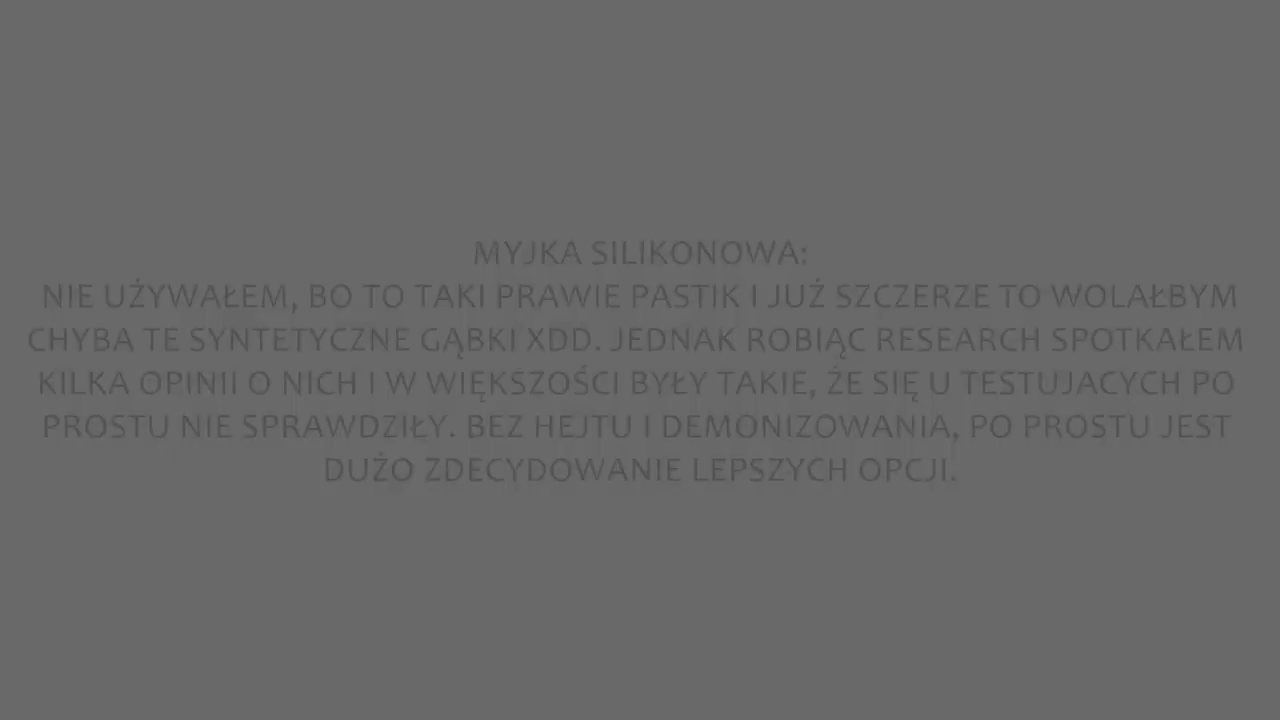 MYJKA SILIKONOWA:
NIE UŻYWAŁEM, BO TO TAKI PRAWIE PASTIK I JUŻ SZCZERZE TO WOLAŁBYM
CHYBA TE SYNTETYCZNE GĄBKI XDD. JEDNAK ROBIĄC RESEARCH SPOTKAŁEM
KILKA OPINII O NICH I W WIĘKSZOŚCI BYŁY TAKIE, ŻE SIĘ U TESTUJACYCH PO
PROSTU NIE SPRAWDZIŁY. BEZ HEJTU I DEMONIZOWANIA, PO PROSTU JEST
DUŻO ZDECYDOWANIE LEPSZYCH OPCJI.